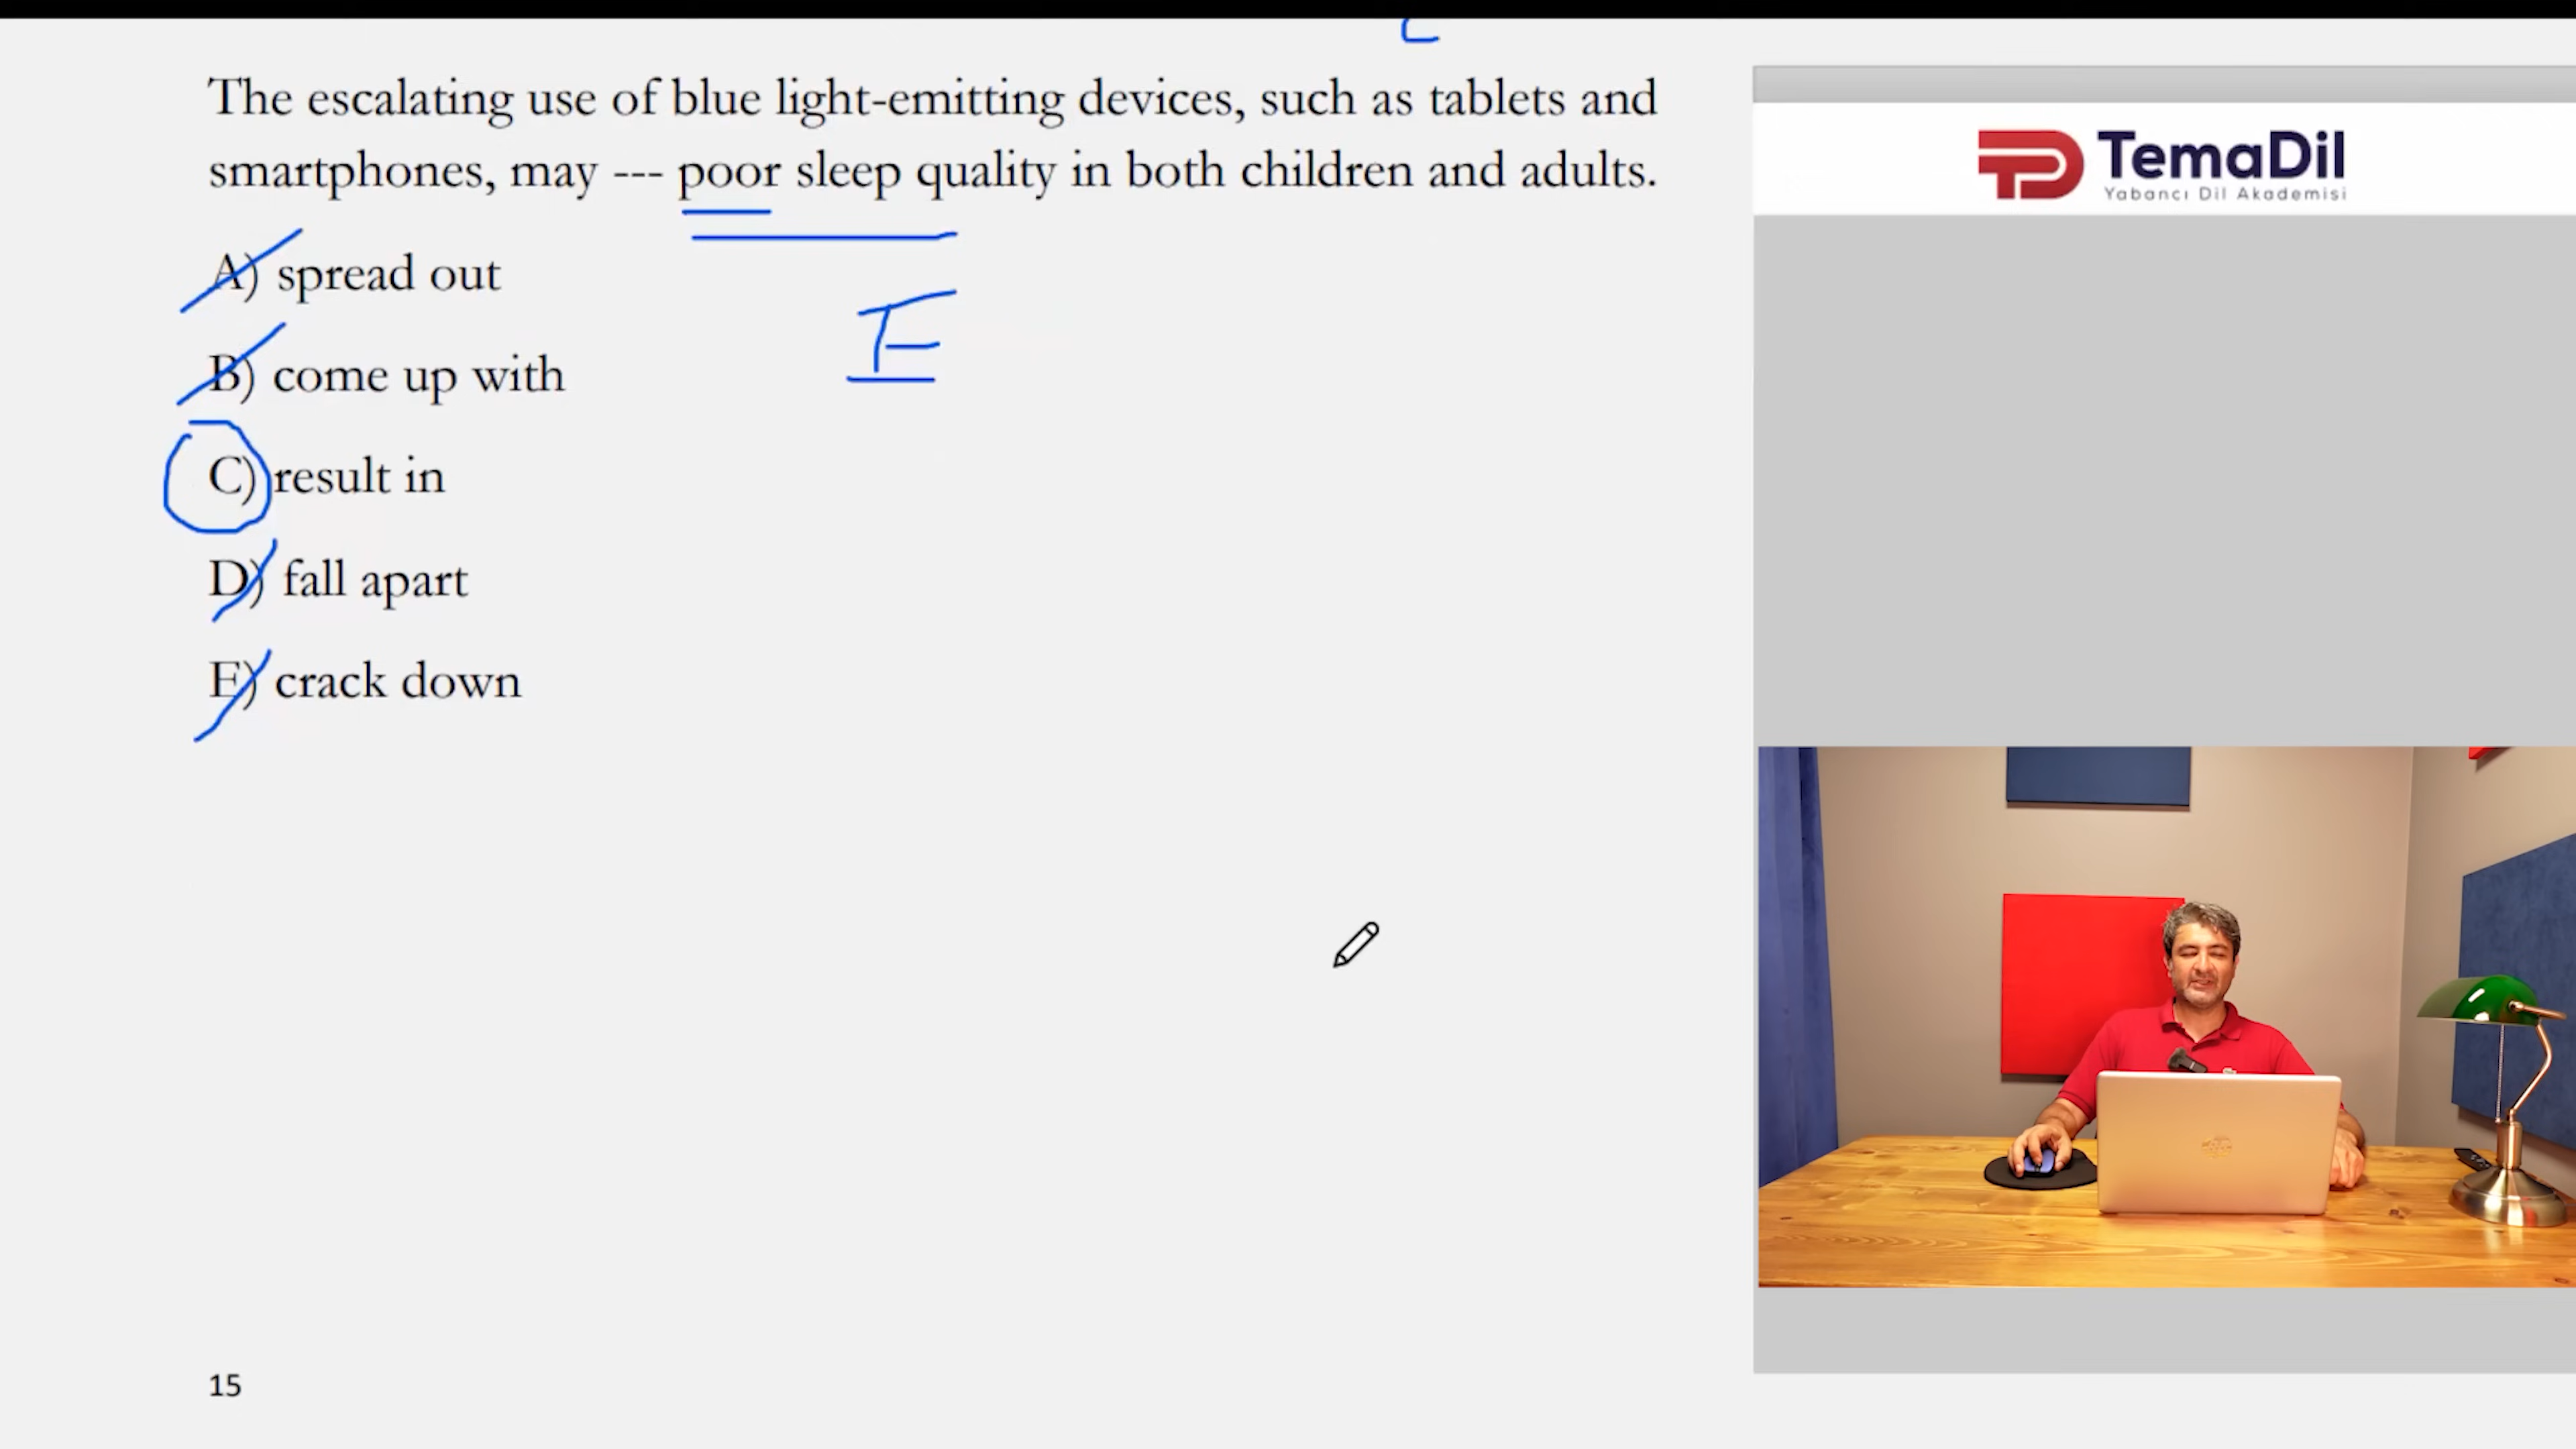 The escalating use of blue light-emitting devices, such as tablets and
smartphones, may --- poor sleep quality in both children and adults.
A) spread out
B) come up with
C) result in
D) fall apart
E) crack down
15
TemaDil
Yabancı Dil Akademisi